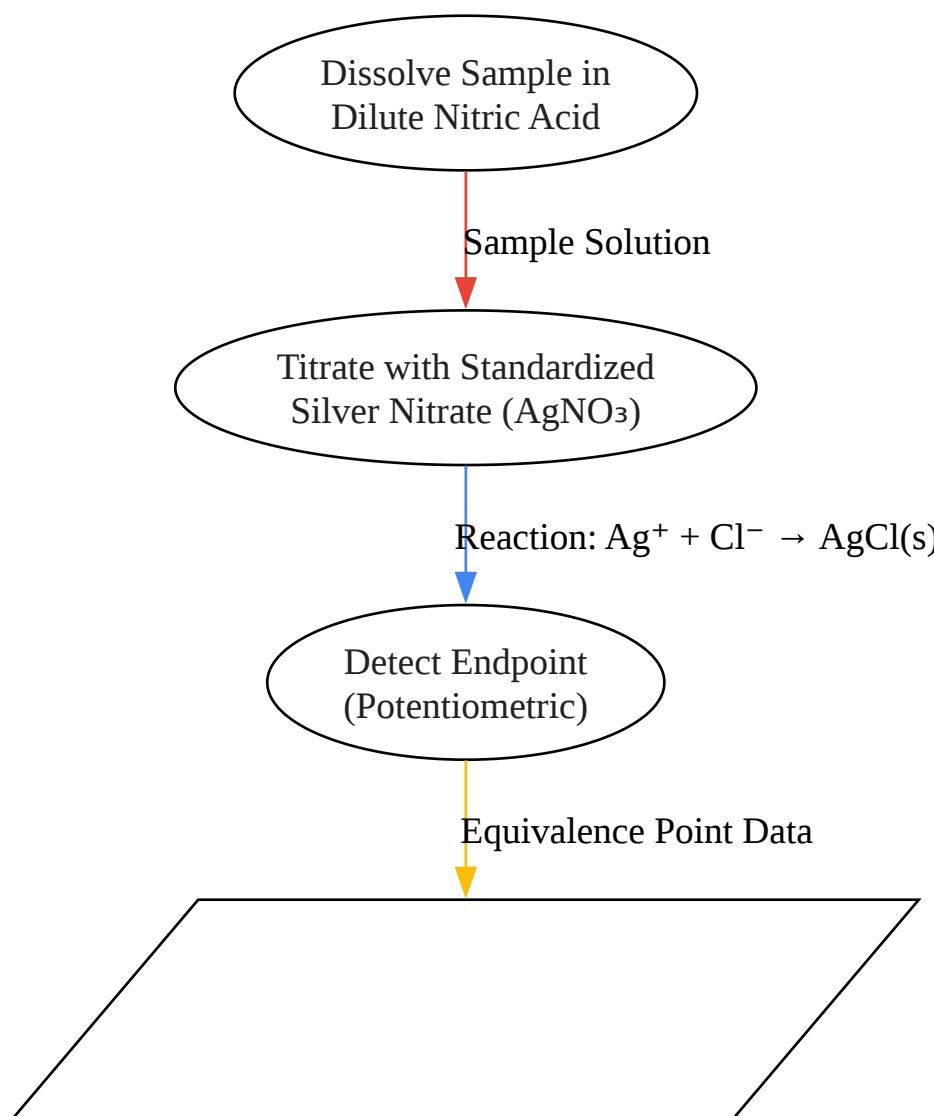 Dissolve Sample in
Dilute Nitric Acid
Sample Solution
Titrate with Standardized
Silver Nitrate (AgNO₃)
Reaction: Ag⁺ + Cl⁻ → AgCl(s)
Detect Endpoint
(Potentiometric)
Equivalence Point Data